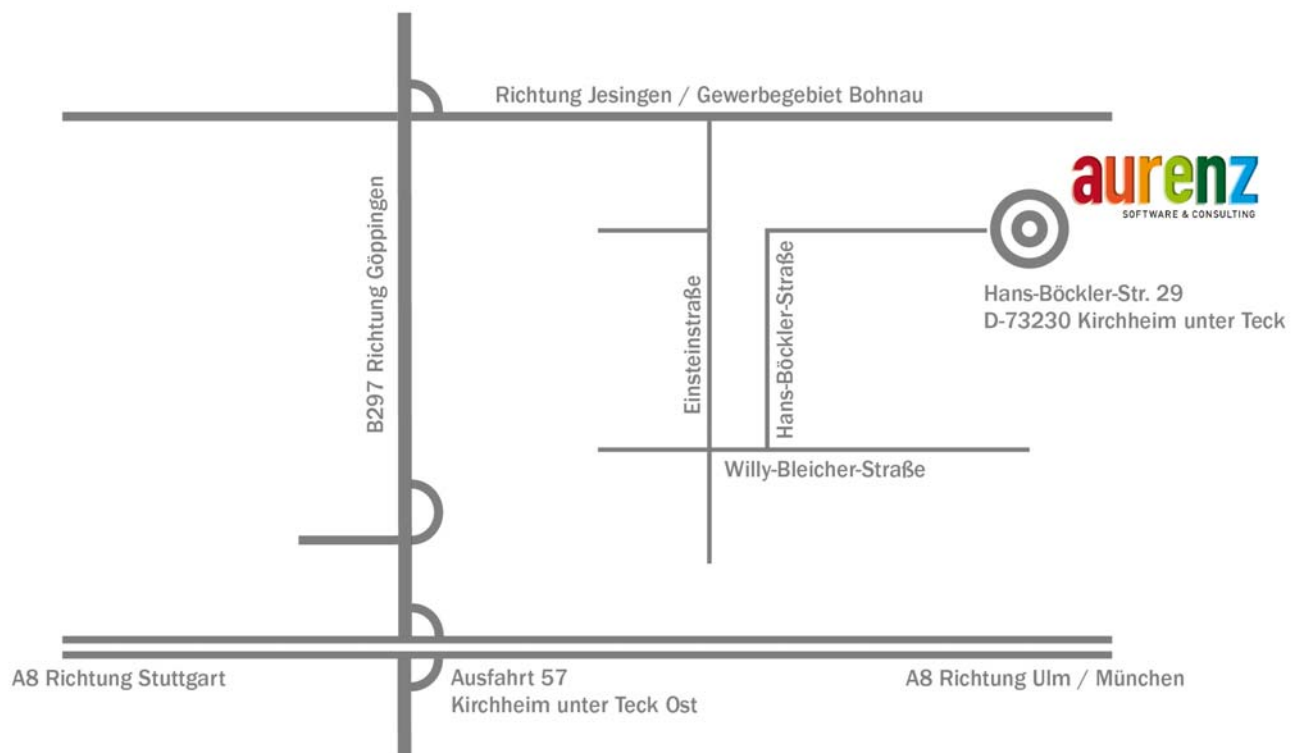 Richtung Jesingen / Gewerbegebiet Bohnau
aurenz
SOFTWARE & CONSULTING
B297 Richtung Göppingen
Einsteinstraße
Hans-Böckler-Straße
Hans-Böckler-Str. 29
D-73230 Kirchheim unter Teck
Willy-Bleicher-Straße
A8 Richtung Stuttgart
Ausfahrt 57
Kirchheim unter Teck Ost
A8 Richtung Ulm / München